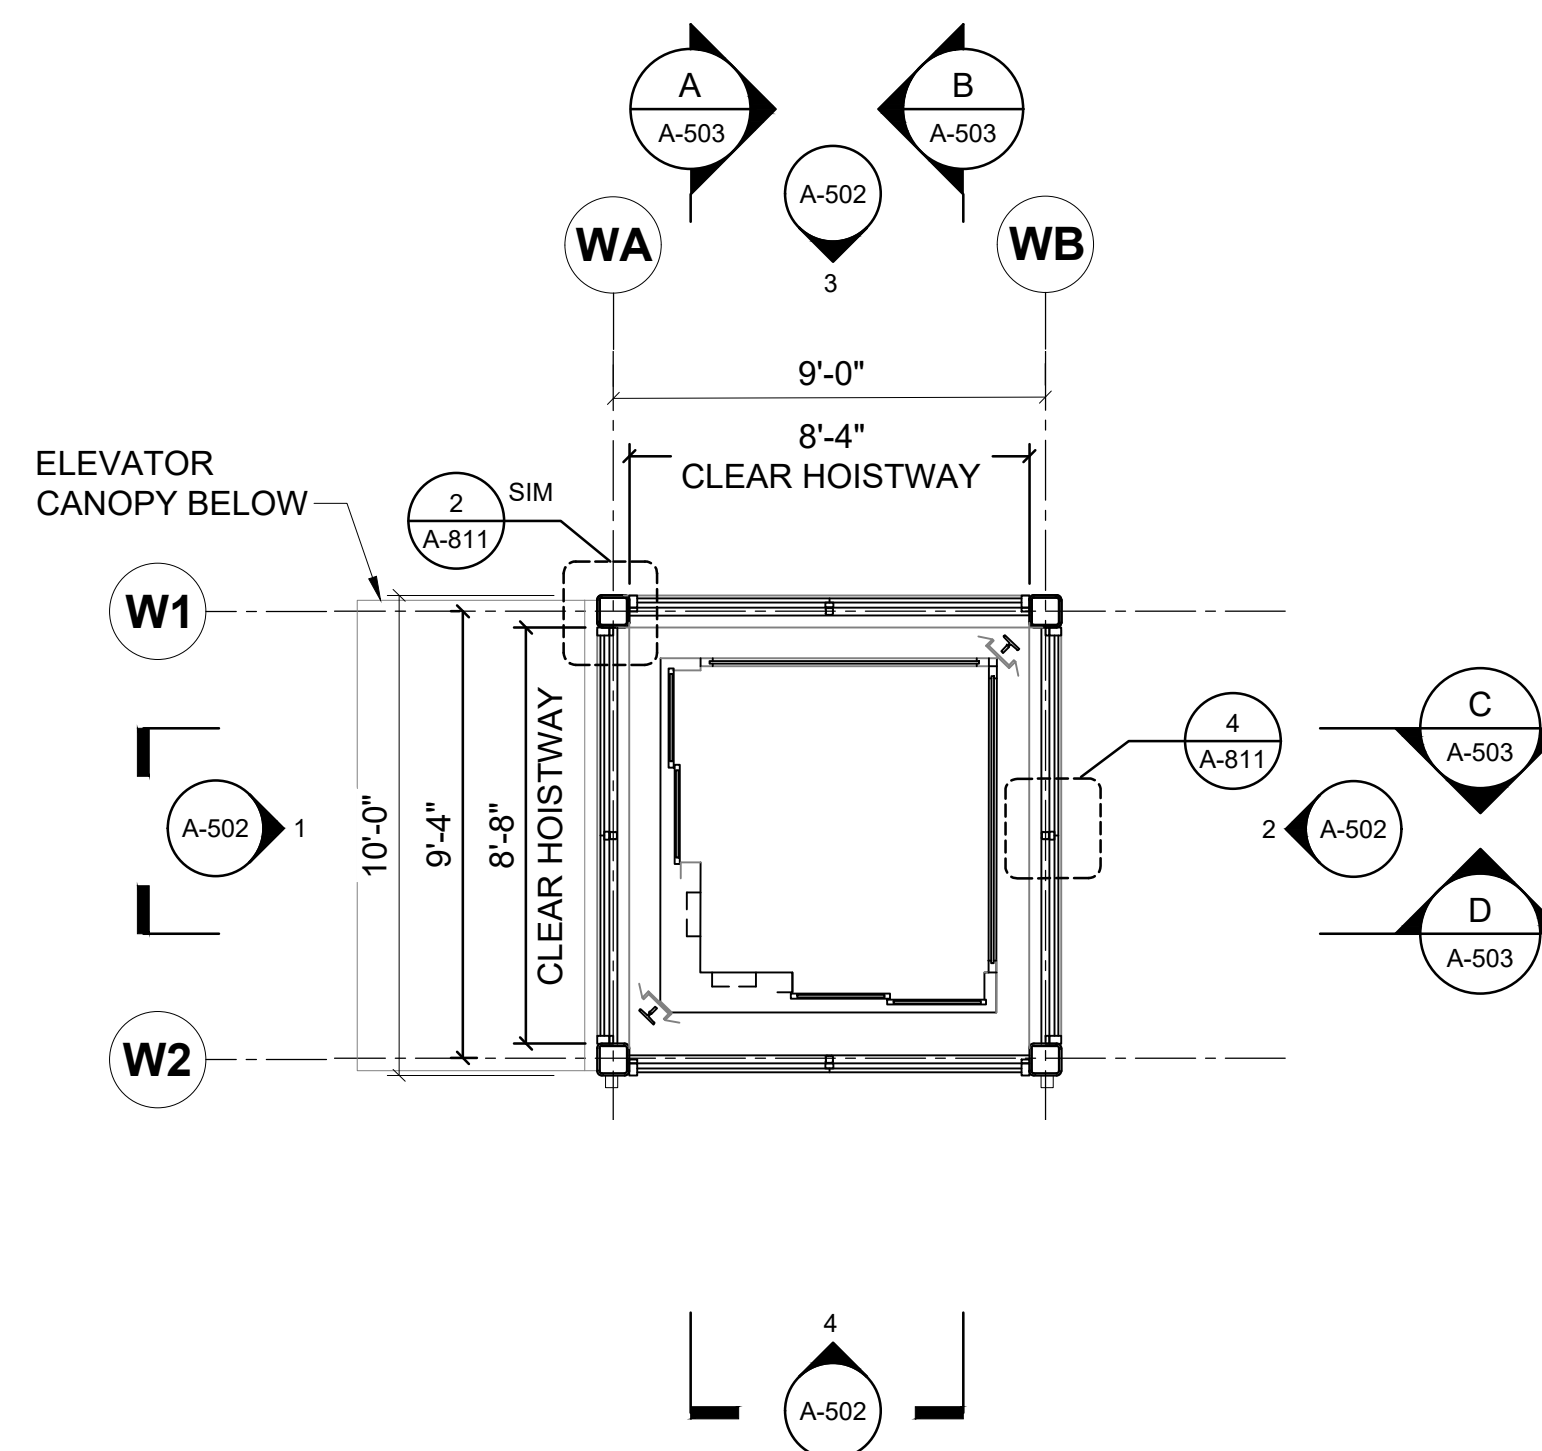 A
A-503
B
A-503
A-502
3
WA
WB
9'-0"
8'-4"
CLEAR HOISTWAY
ELEVATOR
CANOPY BELOW
2
A-811
SIM
W1
4
A-811
C
A-503
A-502
1
10'-0"
9'-4"
8'-8"
CLEAR HOISTWAY
2
A-502
D
A-503
W2
4
A-502